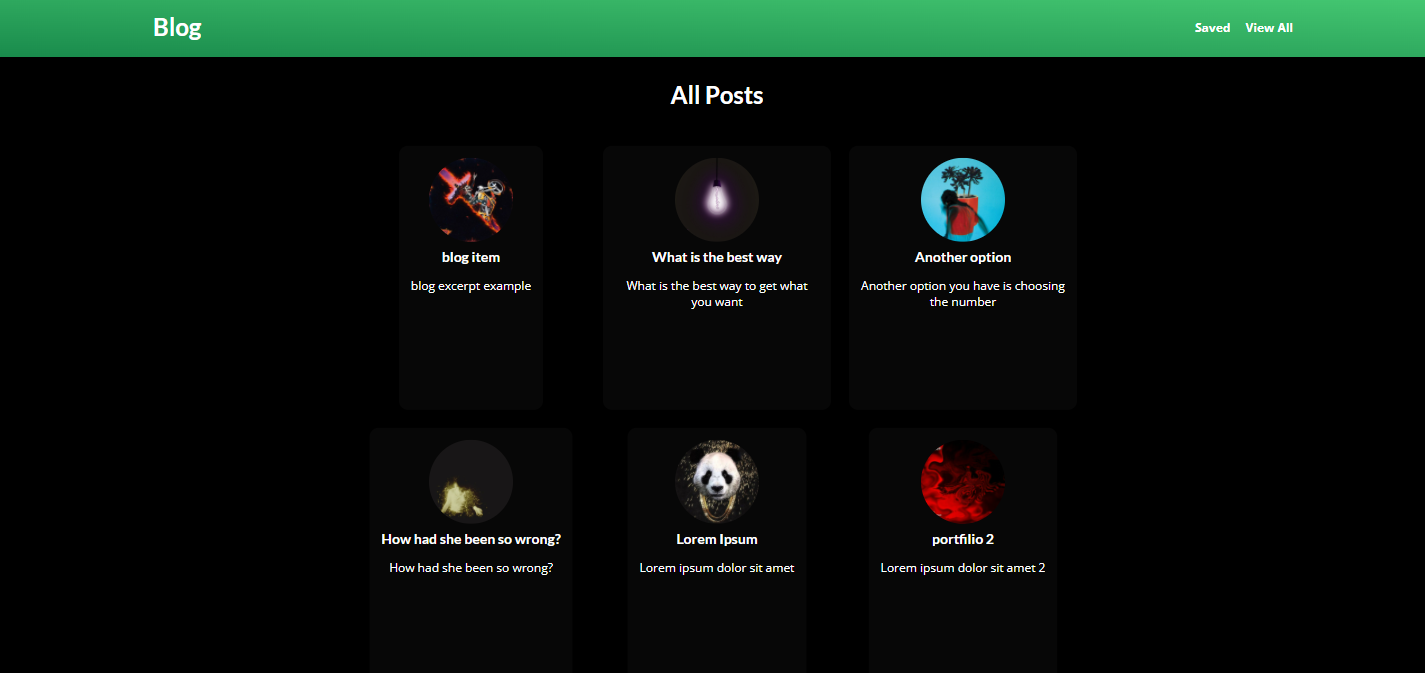 Blog
Saved
View All
All Posts
blog item
blog excerpt example
What is the best way
What is the best way to get what
you want
Another option
Another option you have is choosing
the number
How had she been so wrong?
How had she been so wrong?
Lorem Ipsum
Lorem ipsum dolor sit amet
portfilio 2
Lorem ipsum dolor sit amet 2